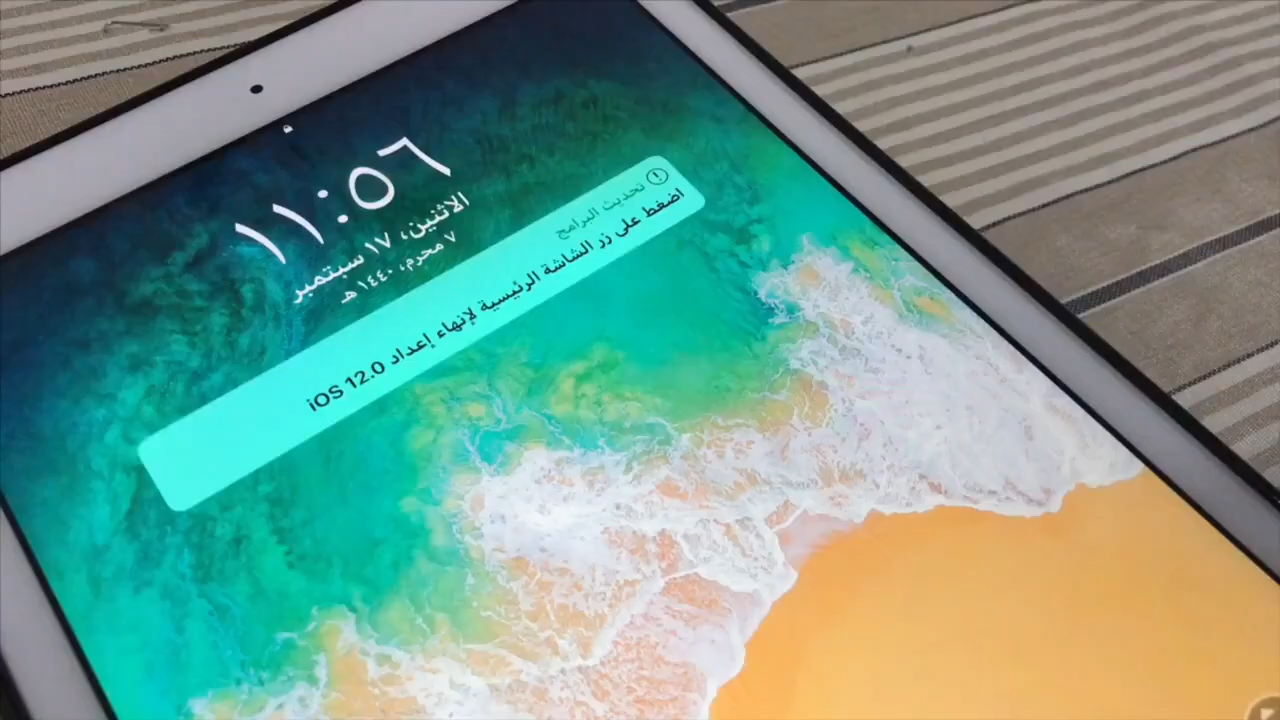 ١١:٥٦
الاثنين، ١٧ سبتمبر
٧ محرم، ١٤٤٠ هـ
تحديث البرامج
اضغط على زر الشاشة الرئيسية لإنهاء إعداد iOS 12.0